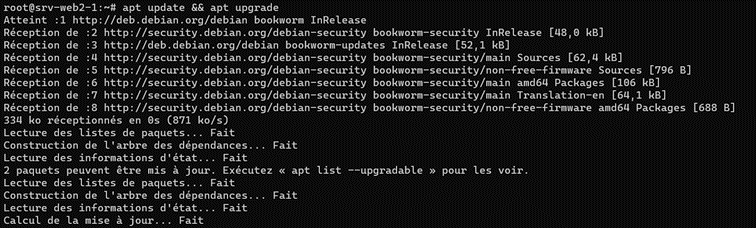 root@srv-web2-1:~# apt update && apt upgrade
Atteint :1 http://deb.debian.org/debian bookworm InRelease
Réception de :2 http://security.debian.org/debian-security bookworm-security InRelease [48,0 kB]
Réception de :3 http://deb.debian.org/debian bookworm-updates InRelease [52,1 kB]
Réception de :4 http://security.debian.org/debian-security bookworm-security/main Sources [62,4 kB]
Réception de :5 http://security.debian.org/debian-security bookworm-security/non-free-firmware Sources [796 B]
Réception de :6 http://security.debian.org/debian-security bookworm-security/main amd64 Packages [106 kB]
Réception de :7 http://security.debian.org/debian-security bookworm-security/main Translation-en [64,1 kB]
Réception de :8 http://security.debian.org/debian-security bookworm-security/non-free-firmware amd64 Packages [688 B]
334 ko réceptionnés en 0s (871 ko/s)
Lecture des listes de paquets... Fait
Construction de l'arbre des dépendances... Fait
Lecture des informations d'état... Fait
2 paquets peuvent être mis à jour. Exécutez « apt list --upgradable » pour les voir.
Lecture des listes de paquets... Fait
Construction de l'arbre des dépendances... Fait
Lecture des informations d'état... Fait
Calcul de la mise à jour... Fait